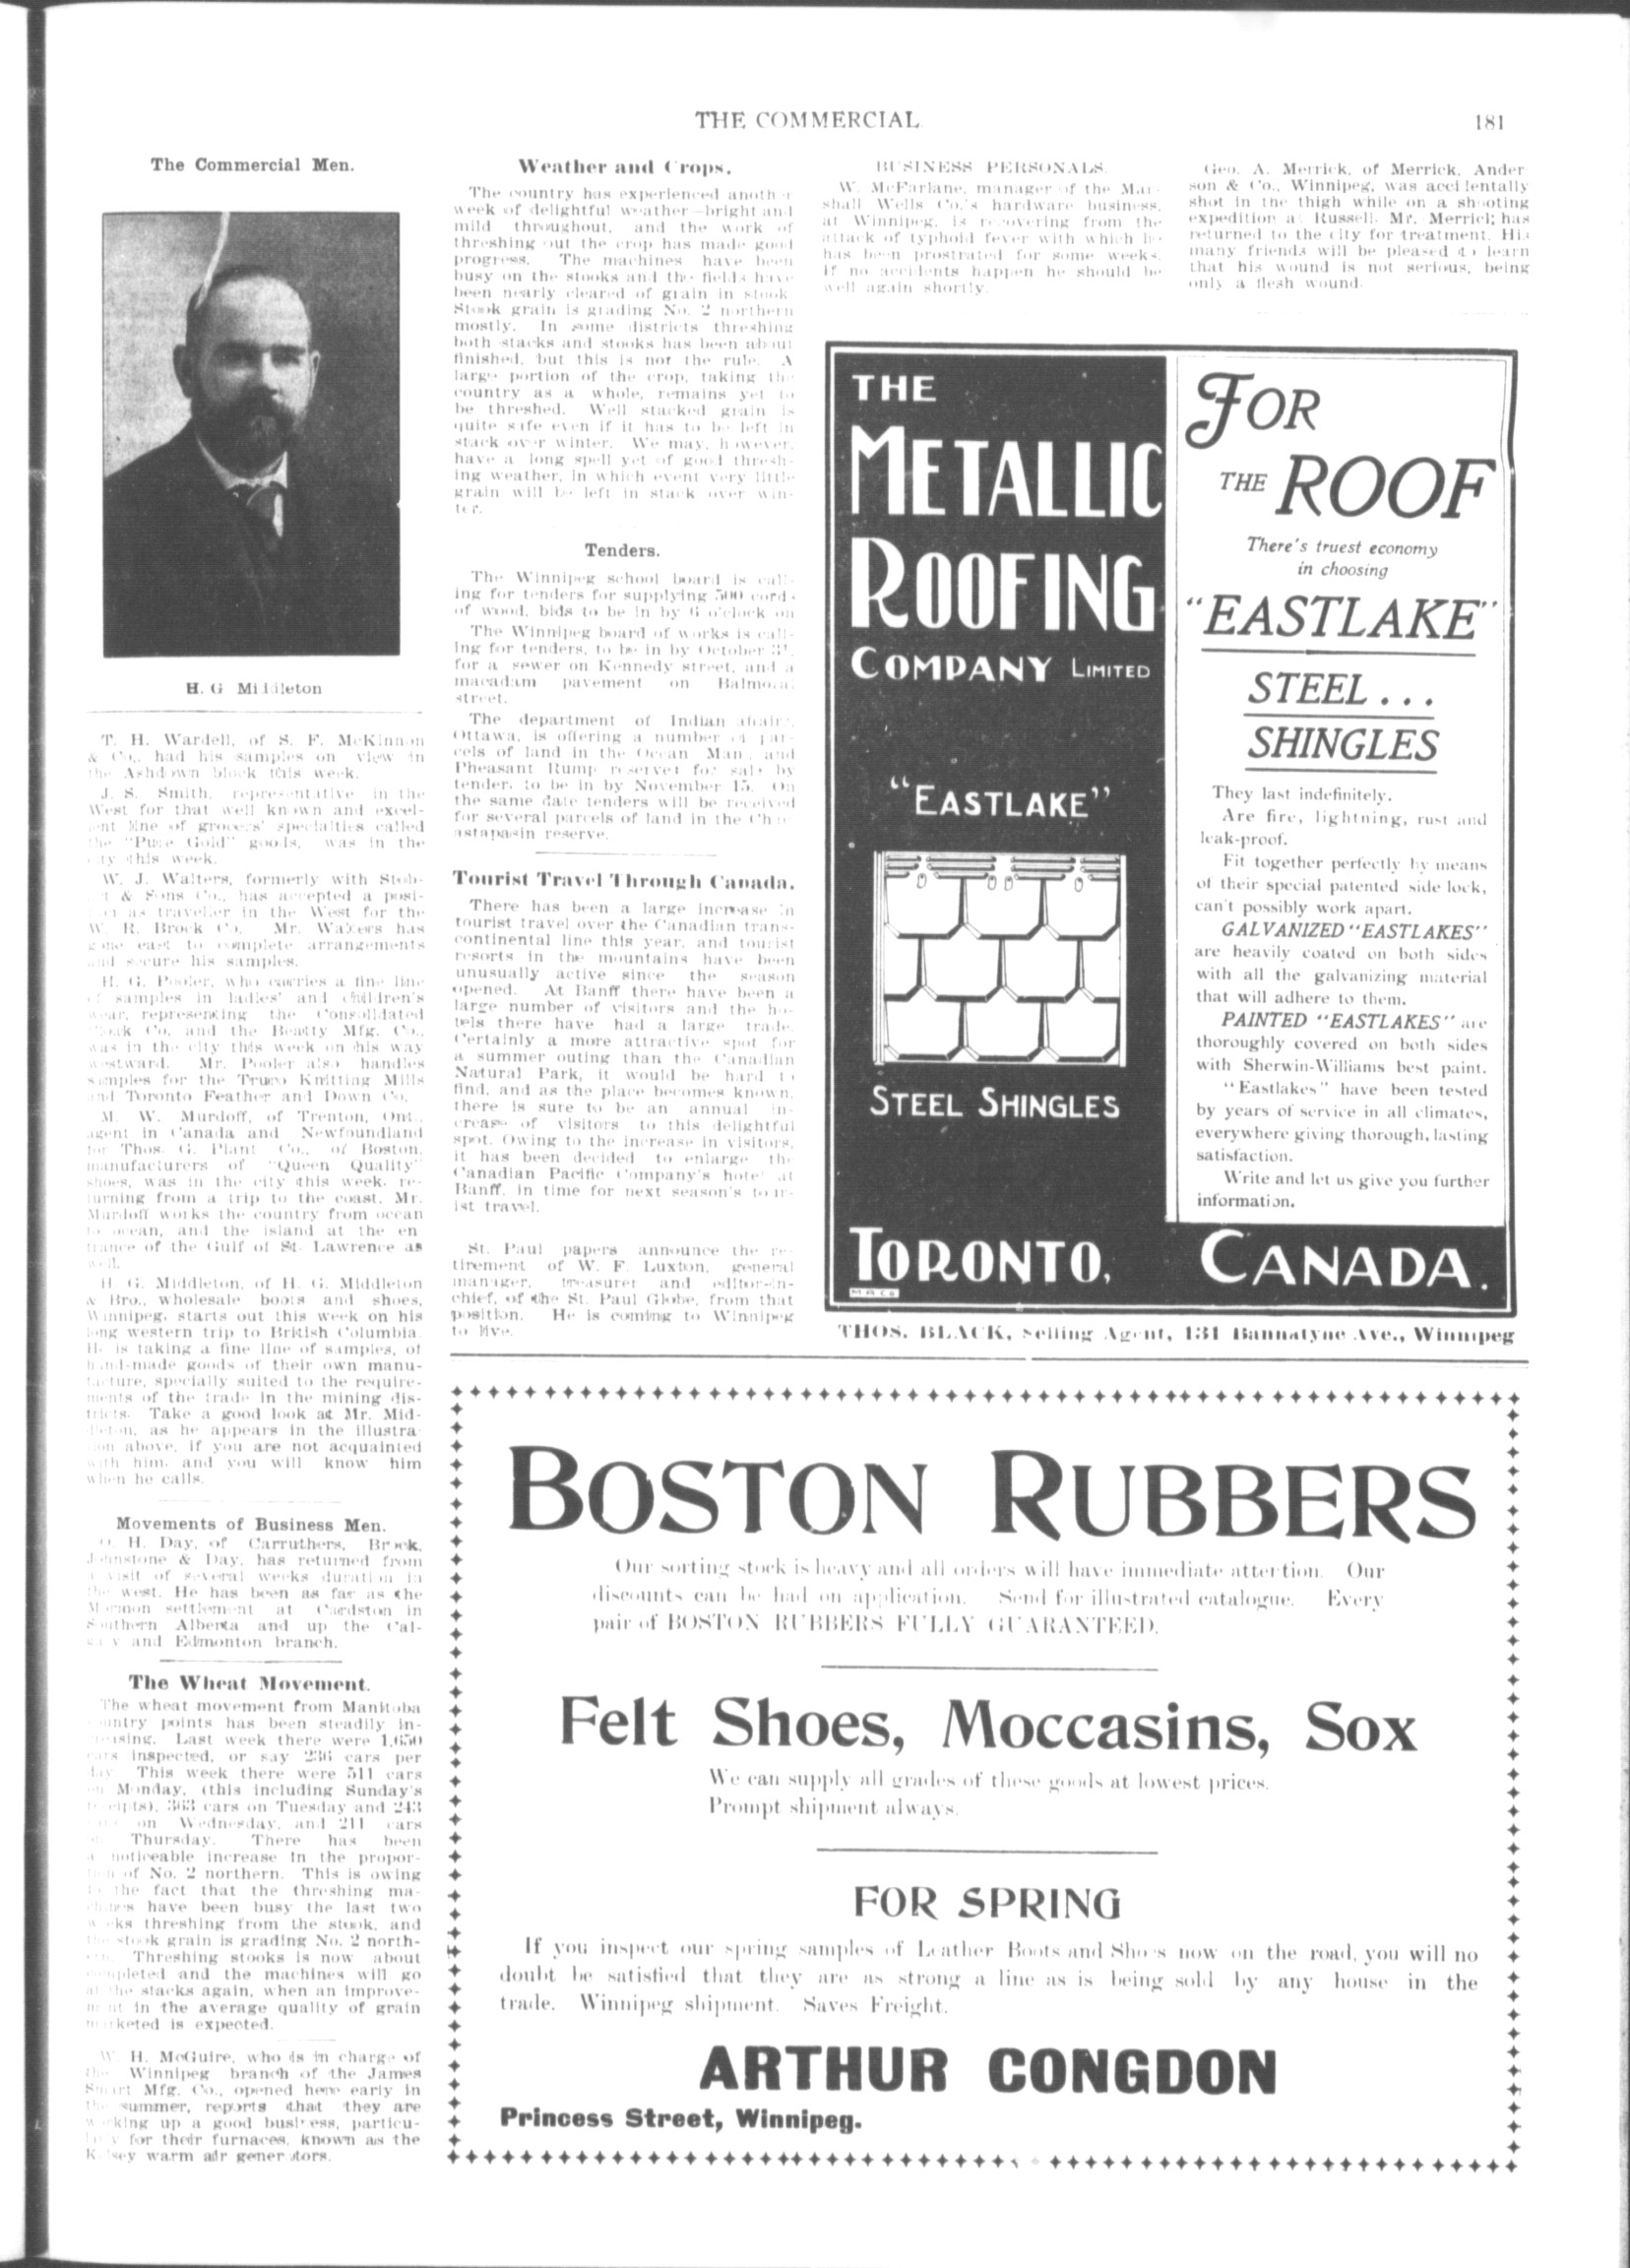 THE COMMERCIAL
181
The Commercial Men.
H. G. Middleton
T. H. Wardell, of S. F. McKinnon
& Co., had his samples on view in
the Ashdown block this week.
J. S. Smith, representative in the
West for that well known and excel-
lent line of grocers' specialties called
the "Pure Gold" goods, was in the
city this week.
W. J. Walters, formerly with Stob-
art & Sons Co., has accepted a posi-
tion as traveller in the West for the
W. R. Brock Co. Mr. Walters has
gone east to complete arrangements
and secure his samples.
H. G. Pooler, who carries a fine line
of samples in ladies' and children's
wear, representing the Consolidated
Cloak Co. and the Beatty Mfg. Co.,
was in the city this week on his way
westward. Mr. Pooler also handles
samples for the Truro Knitting Mills
and Toronto Feather and Down Co.
M. W. Murdoff, of Trenton, Ont.,
agent in Canada and Newfoundland
for Thos. G. Plant Co., of Boston,
manufacturers of "Queen Quality"
shoes, was in the city this week, re-
turning from a trip to the coast. Mr.
Murdoff works the country from ocean
to ocean, and the island at the en
trance of the Gulf of St. Lawrence as
well.
H. G. Middleton, of H. G. Middleton
& Bro., wholesale boots and shoes,
Winnipeg, starts out this week on his
long western trip to British Columbia.
He is taking a fine line of samples, of
hand-made goods of their own manu-
facture, specially suited to the require-
ments of the trade in the mining dis-
tricts. Take a good look at Mr. Mid-
dleton, as he appears in the illustra-
tion above, if you are not acquainted
with him, and you will know him
when he calls.
Movements of Business Men.
H. Day, of Carruthers, Brock,
Johnstone & Day, has returned from
a visit of several weeks duration in
the west. He has been as far as the
Mormon settlement at Cardston in
Southern Alberta and up the Cal-
gary and Edmonton branch.
The Wheat Movement.
The wheat movement from Manitoba
country points has been steadily in-
creasing. Last week there were 1,650
cars inspected, or say 236 cars per
day. This week there were 511 cars
on Monday, (this including Sunday's
receipts), 363 cars on Tuesday and 243
cars on Wednesday, and 211 cars
on Thursday. There has been
a noticeable increase in the propor-
tion of No. 2 northern. This is owing
to the fact that the threshing ma-
chines have been busy the last two
weeks threshing from the stook, and
the stook grain is grading No. 2 north-
ern. Threshing stooks is now about
completed and the machines will go
at the stacks again, when an improve-
ment in the average quality of grain
marketed is expected.
W. H. McGuire, who is in charge of
the Winnipeg branch of the James
Smart Mfg. Co., opened here early in
the summer, reports that they are
working up a good business, particu-
larly for their furnaces, known as the
Kelsey warm air generators.
Weather and Crops.
The country has experienced another
week of delightful weather—bright and
mild throughout, and the work of
threshing out the crop has made good
progress. The machines have been
busy on the stooks and the fields have
been nearly cleared of grain in stook.
Stook grain is grading No. 2 northern
mostly. In some districts threshing
both stacks and stooks has been about
finished, but this is not the rule. A
large portion of the crop, taking the
country as a whole, remains yet to
be threshed. Well stacked grain is
quite safe even if it has to be left in
stack over winter. We may, however,
have a long spell yet of good thresh-
ing weather, in which event very little
grain will be left in stack over win-
ter.
Tenders.
The Winnipeg school board is call-
ing for tenders for supplying 500 cords
of wood, bids to be in by 6 o'clock on
The Winnipeg board of works is call-
ing for tenders, to be in by October 31,
for a sewer on Kennedy street, and a
macadam pavement on Balmoral
street.
The department of Indian affairs,
Ottawa, is offering a number of par-
cels of land in the Ocean Man, and
Pheasant Rump reserves for sale by
tender, to be in by November 15. On
the same date tenders will be received
for several parcels of land in the
reserve.
Tourist Travel Through Canada.
There has been a large increase in
tourist travel over the Canadian trans-
continental line this year, and tourist
resorts in the mountains have been
unusually active since the season
opened. At Banff there have been a
large number of visitors and the ho-
tels there have had a large trade.
Certainly a more attractive spot for
a summer outing than the Canadian
Natural Park, it would be hard to
find, and as the place becomes known,
there is sure to be an annual in-
crease of visitors to this delightful
spot. Owing to the increase in visitors,
it has been decided to enlarge the
Canadian Pacific Company's hotel at
Banff, in time for next season's tour-
ist travel.
St. Paul papers announce the re-
tirement of W. F. Luxton, general
manager, treasurer and editor-in-
chief, of the St. Paul Globe, from that
position. He is coming to Winnipeg
to live.
BUSINESS PERSONALS.
W. McFarlane, manager of the Mar-
shall Wells Co.'s hardware business,
at Winnipeg, is recovering from the
attack of typhoid fever with which he
has been prostrated for some weeks.
If no accidents happen he should be
well again shortly.
Geo. A. Merrick, of Merrick, Ander
son & Co., Winnipeg, was accidentally
shot in the thigh while on a shooting
expedition at Russell. Mr. Merrick has
returned to the city for treatment. His
many friends will be pleased to learn
that his wound is not serious, being
only a flesh wound.
THE
METALLIC
ROOFING
COMPANY LIMITED
"EASTLAKE"
STEEL SHINGLES
FOR
THE ROOF
There's truest economy
in choosing
"EASTLAKE"
STEEL...
SHINGLES
They last indefinitely.
Are fire, lightning, rust and
leak-proof.
Fit together perfectly by means
of their special patented side lock,
can't possibly work apart.
GALVANIZED "EASTLAKES"
are heavily coated on both sides
with all the galvanizing material
that will adhere to them.
PAINTED "EASTLAKES" are
thoroughly covered on both sides
with Sherwin-Williams best paint.
"Eastlakes" have been tested
by years of service in all climates,
everywhere giving thorough, lasting
satisfaction.
Write and let us give you further
information.
TORONTO, CANADA.
THOS. BLACK, Selling Agent, 131 Bannatyne Ave., Winnipeg
BOSTON RUBBERS
Our sorting stock is heavy and all orders will have immediate attention. Our
discounts can be had on application. Send for illustrated catalogue. Every
pair of BOSTON RUBBERS FULLY GUARANTEED.
Felt Shoes, Moccasins, Sox
We can supply all grades of these goods at lowest prices.
Prompt shipment always.
FOR SPRING
If you inspect our spring samples of Leather Boots and Shoes now on the road, you will no
doubt be satisfied that they are as strong a line as is being sold by any house in the
trade. Winnipeg shipment. Saves Freight.
ARTHUR CONGDON
Princess Street, Winnipeg.